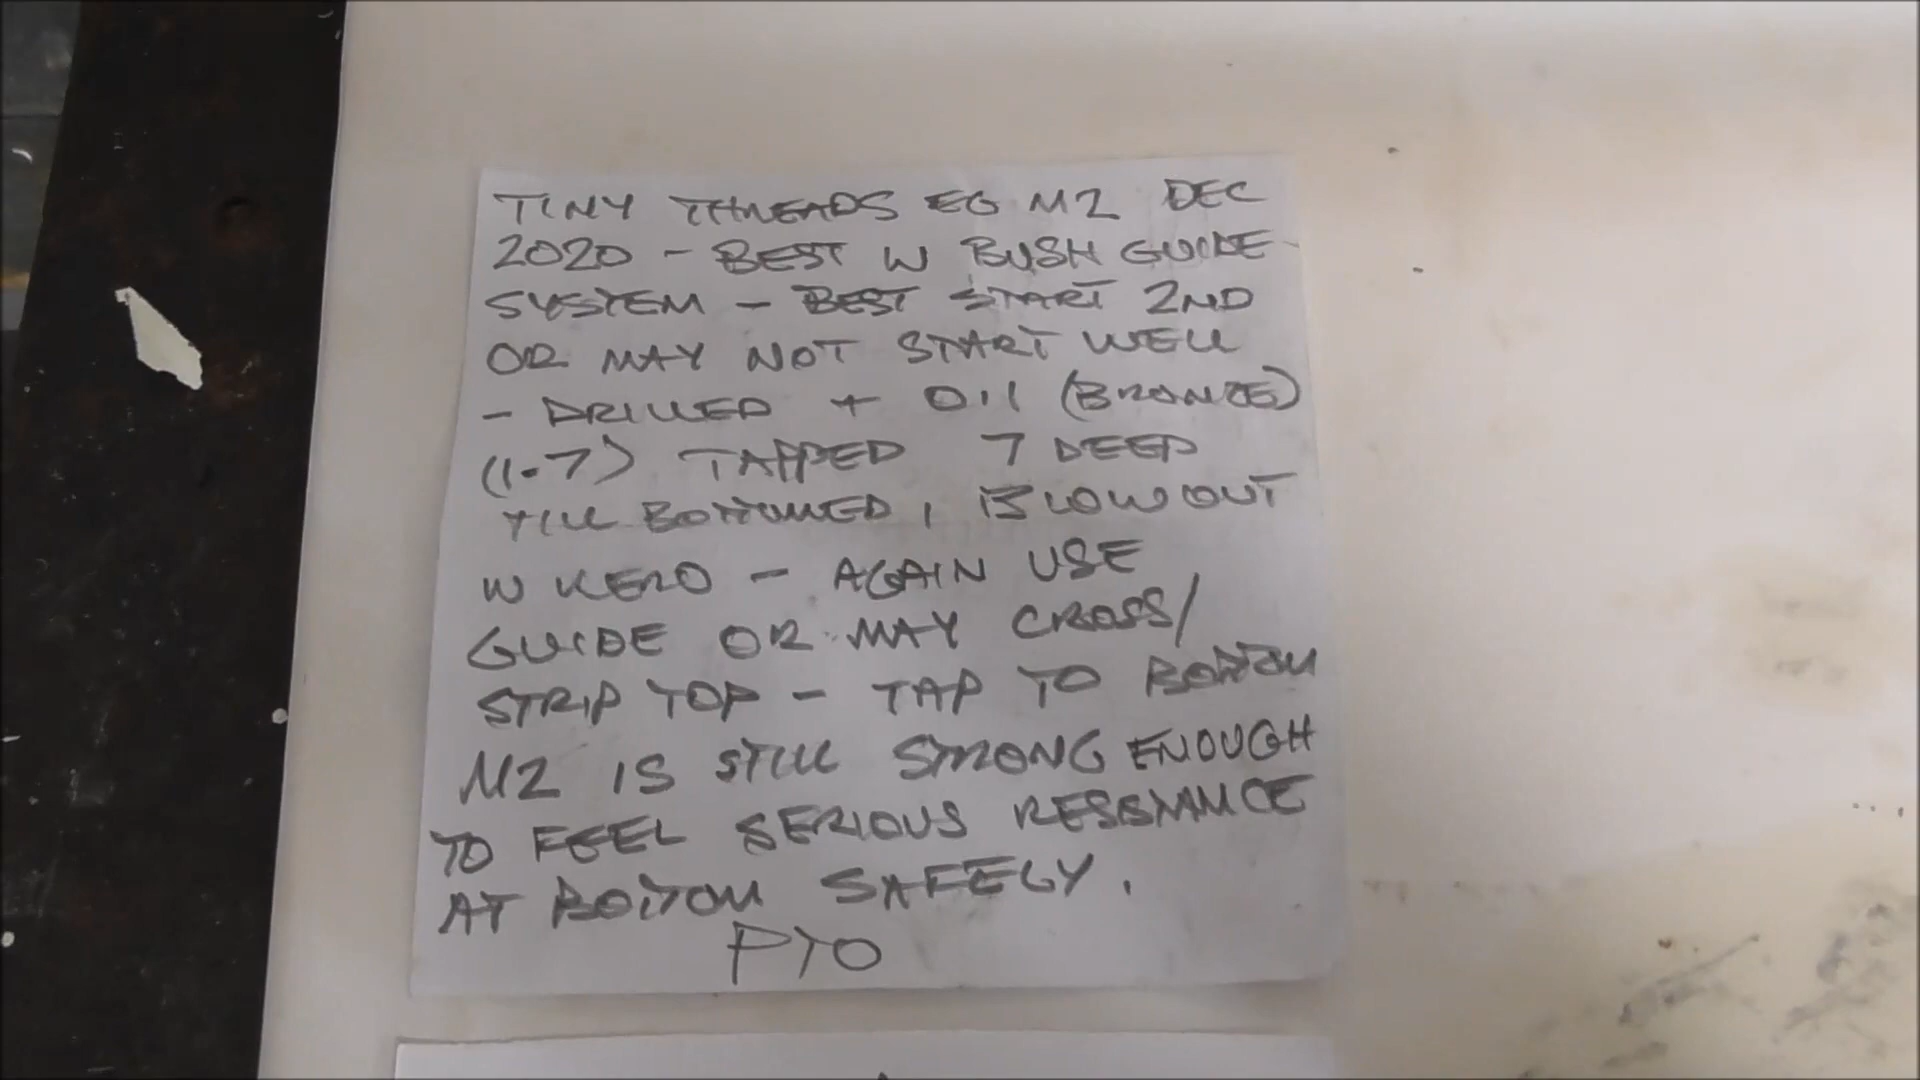 TINY THREADS EG M2 DEC
2020 - BEST W BUSH GUIDE
SYSTEM - BEST START 2ND
OR MAY NOT START WELL
- DRILLED + 0.1 (BRONZE)
(1.7) TAPPED 7 DEEP
TILL BOTTOMED, BLOW OUT
W KERO - AGAIN USE
GUIDE OR MAY CROSS/
STRIP TOP - TAP TO BOTTOM
M2 IS STILL STRONG ENOUGH
TO FEEL SERIOUS RESISTANCE
AT BOTTOM SAFELY.
PTO